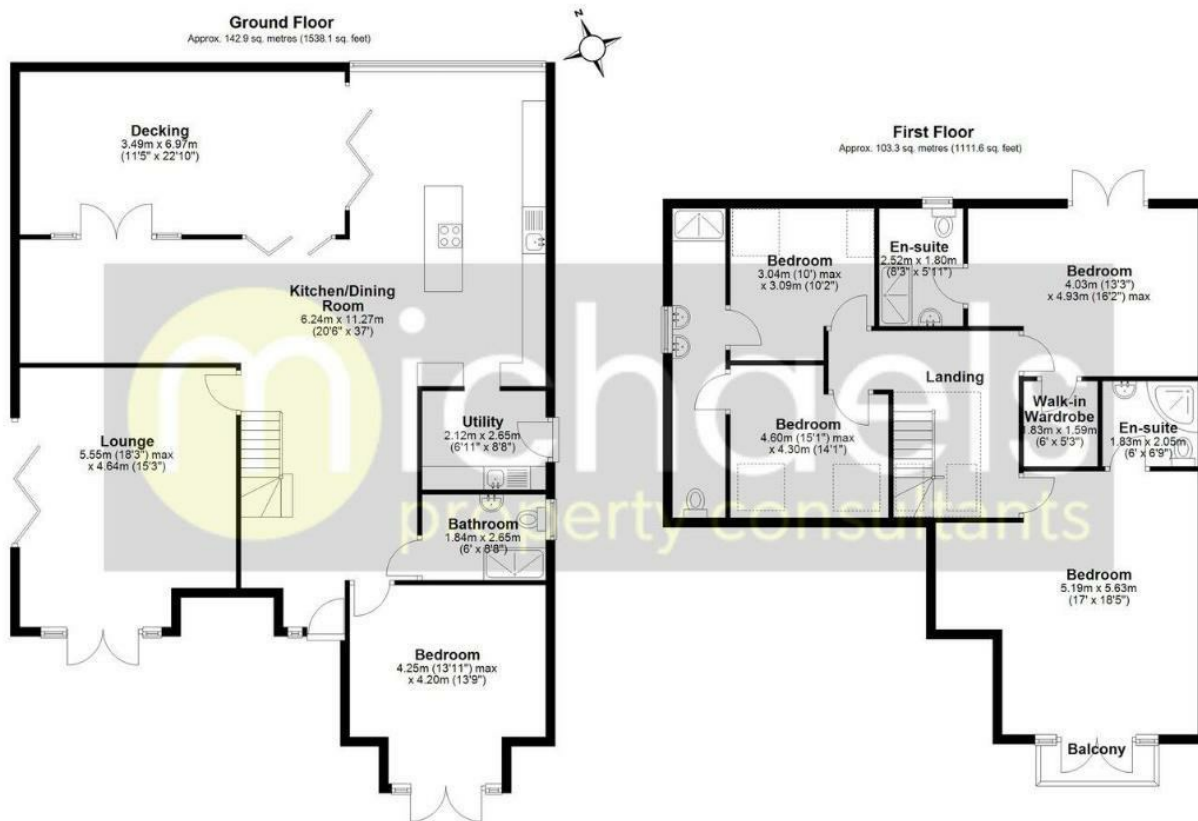 Ground Floor
Approx. 142.9 sq. metres (1538.1 sq. feet)
N
Decking
3.49m x 6.97m
(11'5" x 22'10")
Kitchen/Dining
Room
6.24m x 11.27m
(20'6" x 37')
Lounge
5.55m (18'3") max
x 4.64m (15'3")
Utility
2.12m x 2.65m
(6'11" x 8'8")
Bathroom
1.84m x 2.65m
(6' x 8'8")
Bedroom
4.25m (13'11") max
x 4.20m (13'9")
First Floor
Approx. 103.3 sq. metres (1111.6 sq. feet)
Bedroom
3.04m (10') max
x 3.09m (10'2")
En-suite
2.52m x 1.80m
(8'3" x 5'11")
Bedroom
4.03m (13'3")
x 4.93m (16'2") max
Landing
Walk-in
Wardrobe
1.83m x 1.59m
(6' x 5'3")
En-suite
1.83m x 2.05m
(6' x 6'9")
Bedroom
4.60m (15'1") max
x 4.30m (14'1")
Bedroom
5.19m x 5.63m
(17' x 18'5")
Balcony
michaels
property consultants